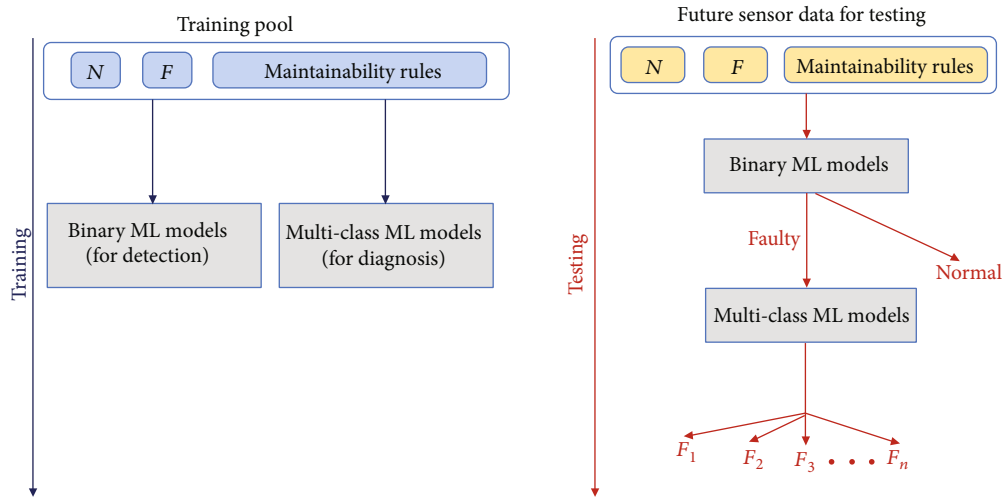 Training pool
N
F
Maintainability rules
Training
Binary ML models
(for detection)
Multi-class ML models
(for diagnosis)
Future sensor data for testing
N
F
Maintainability rules
Testing
Binary ML models
Faulty
Normal
Multi-class ML models
F₁
F₂
F₃
• • • •
Fₙ